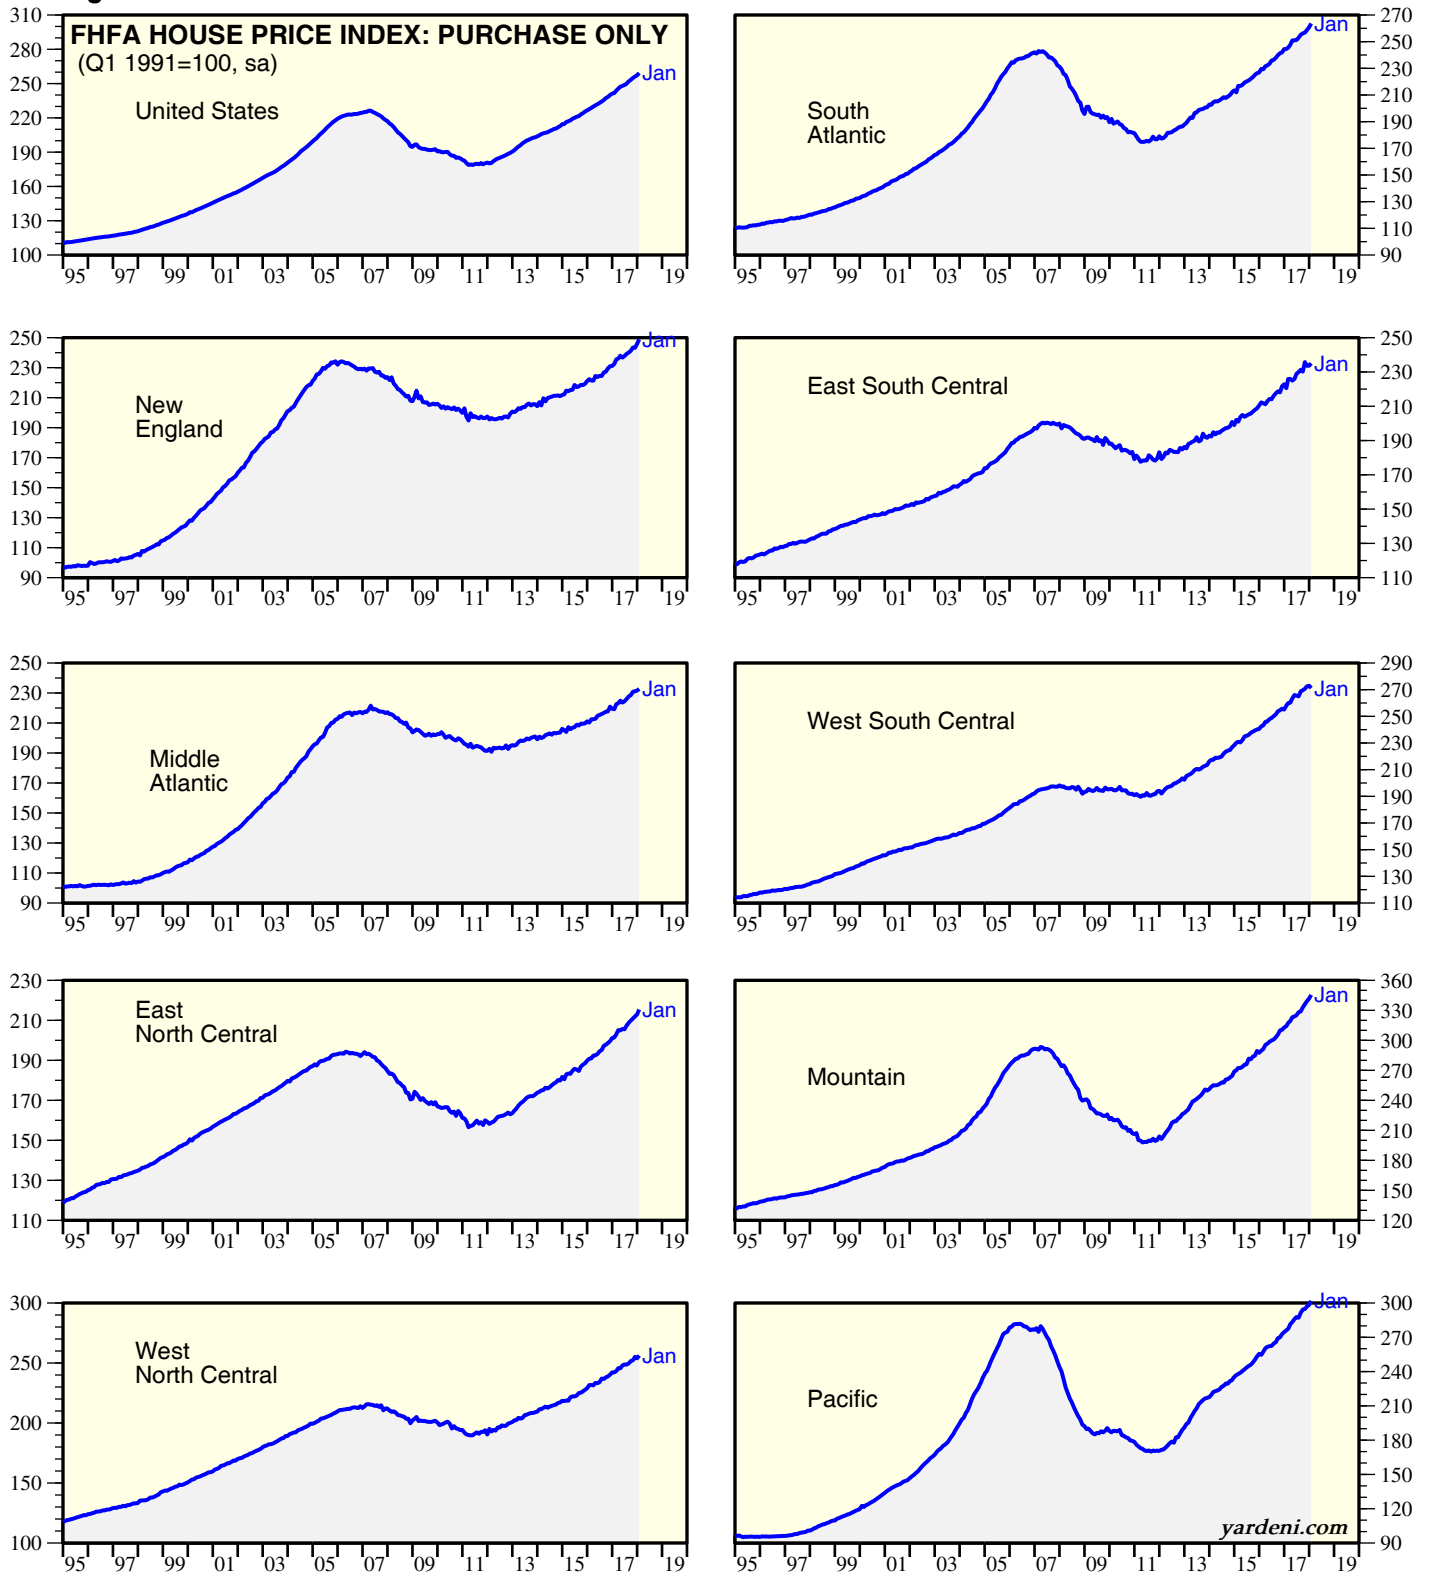 FHFA HOUSE PRICE INDEX: PURCHASE ONLY
(Q1 1991=100, sa)
United States
Jan
310
280
250
220
190
160
130
100
95 97 99 01 03 05 07 09 11 13 15 17 19
South
Atlantic
Jan
270
250
230
210
190
170
150
130
110
90
95 97 99 01 03 05 07 09 11 13 15 17 19
New
England
Jan
250
230
210
190
170
150
130
110
90
95 97 99 01 03 05 07 09 11 13 15 17 19
East South Central
Jan
250
230
210
190
170
150
130
110
95 97 99 01 03 05 07 09 11 13 15 17 19
Middle
Atlantic
Jan
250
230
210
190
170
150
130
110
90
95 97 99 01 03 05 07 09 11 13 15 17 19
West South Central
Jan
290
270
250
230
210
190
170
150
130
110
95 97 99 01 03 05 07 09 11 13 15 17 19
East
North Central
Jan
230
210
190
170
150
130
110
95 97 99 01 03 05 07 09 11 13 15 17 19
Mountain
Jan
360
330
300
270
240
210
180
150
120
95 97 99 01 03 05 07 09 11 13 15 17 19
West
North Central
Jan
300
250
200
150
100
95 97 99 01 03 05 07 09 11 13 15 17 19
Pacific
Jan
300
270
240
210
180
150
120
90
yardeni.com
95 97 99 01 03 05 07 09 11 13 15 17 19